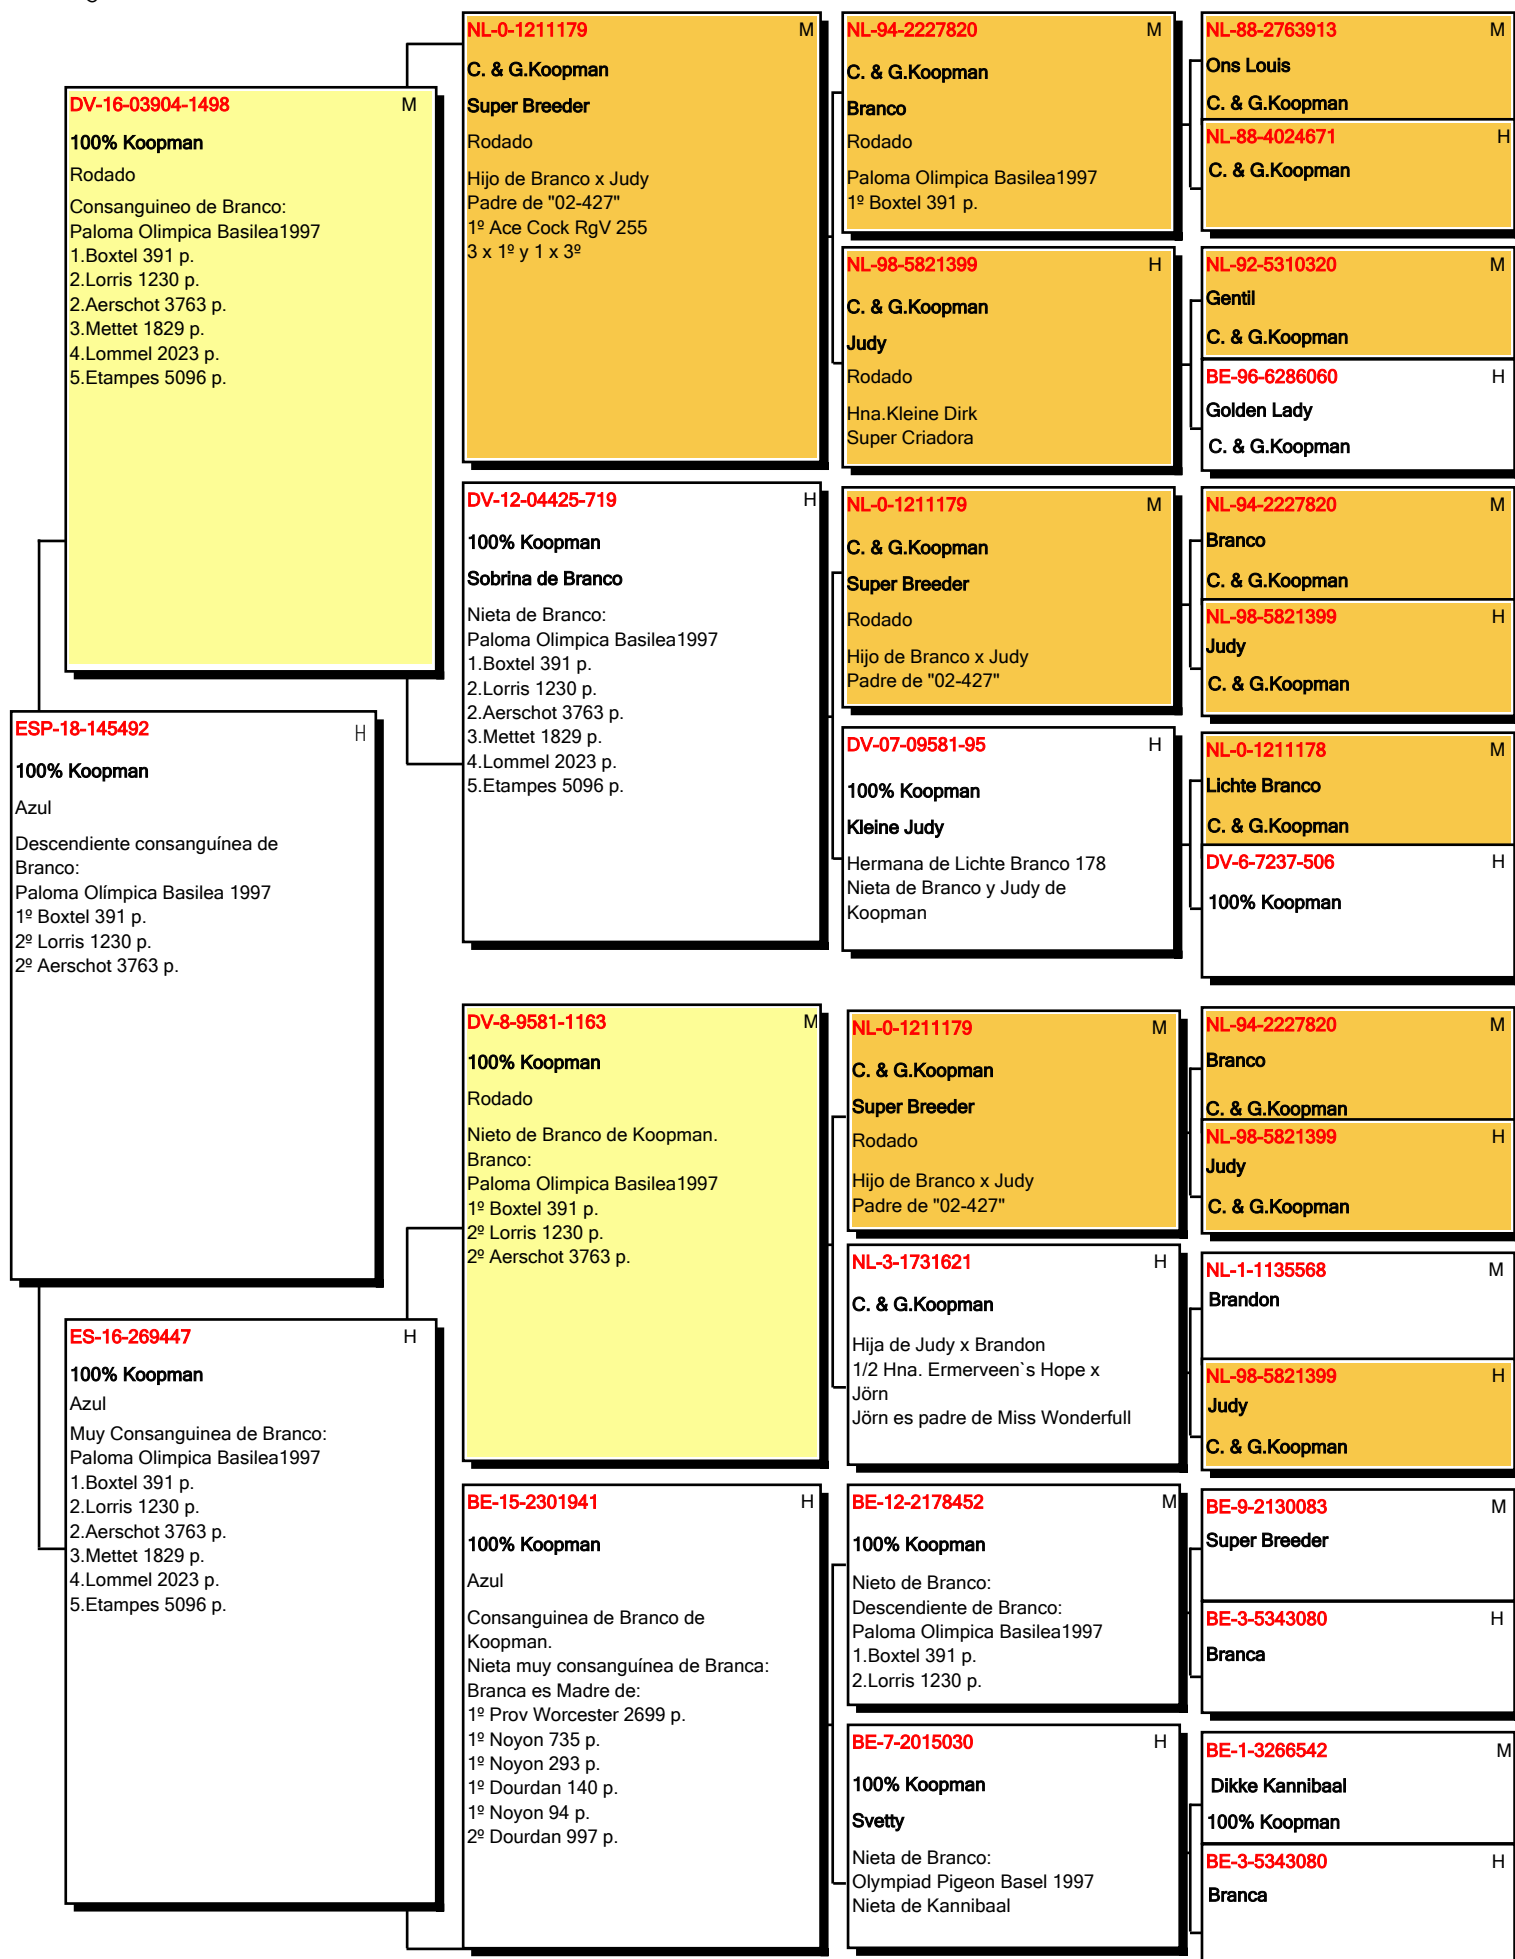 DV-16-03904-1498 M
100% Koopman
Rodado
Consanguineo de Branco:
Paloma Olimpica Basilea1997
1.Boxtel 391 p.
2.Lorris 1230 p.
2.Aerschot 3763 p.
3.Mettet 1829 p.
4.Lommel 2023 p.
5.Etampes 5096 p.
ESP-18-145492 H
100% Koopman
Azul
Descendiente consanguínea de
Branco:
Paloma Olímpica Basilea 1997
1º Boxtel 391 p.
2º Lorris 1230 p.
2º Aerschot 3763 p.
ES-16-269447 H
100% Koopman
Azul
Muy Consanguinea de Branco:
Paloma Olimpica Basilea1997
1.Boxtel 391 p.
2.Lorris 1230 p.
2.Aerschot 3763 p.
3.Mettet 1829 p.
4.Lommel 2023 p.
5.Etampes 5096 p.
NL-0-1211179 M
C. & G.Koopman
Super Breeder
Rodado
Hijo de Branco x Judy
Padre de "02-427"
1º Ace Cock RgV 255
3 x 1º y 1 x 3º
DV-12-04425-719 H
100% Koopman
Sobrina de Branco
Nieta de Branco:
Paloma Olimpica Basilea1997
1.Boxtel 391 p.
2.Lorris 1230 p.
2.Aerschot 3763 p.
3.Mettet 1829 p.
4.Lommel 2023 p.
5.Etampes 5096 p.
DV-8-9581-1163 M
100% Koopman
Rodado
Nieto de Branco de Koopman.
Branco:
Paloma Olimpica Basilea1997
1º Boxtel 391 p.
2º Lorris 1230 p.
2º Aerschot 3763 p.
BE-15-2301941 H
100% Koopman
Azul
Consanguinea de Branco de
Koopman.
Nieta muy consanguínea de Branca:
Branca es Madre de:
1º Prov Worcester 2699 p.
1º Noyon 735 p.
1º Noyon 293 p.
1º Dourdan 140 p.
1º Noyon 94 p.
2º Dourdan 997 p.
NL-94-2227820 M
C. & G.Koopman
Branco
Rodado
Paloma Olimpica Basilea1997
1º Boxtel 391 p.
NL-98-5821399 H
C. & G.Koopman
Judy
Rodado
Hna.Kleine Dirk
Super Criadora
NL-0-1211179 M
C. & G.Koopman
Super Breeder
Rodado
Hijo de Branco x Judy
Padre de "02-427"
DV-07-09581-95 H
100% Koopman
Kleine Judy
Hermana de Lichte Branco 178
Nieta de Branco y Judy de
Koopman
NL-0-1211179 M
C. & G.Koopman
Super Breeder
Rodado
Hijo de Branco x Judy
Padre de "02-427"
NL-3-1731621 H
C. & G.Koopman
Hija de Judy x Brandon
1/2 Hna. Ermerveen`s Hope x
Jörn
Jörn es padre de Miss Wonderfull
BE-12-2178452 M
100% Koopman
Nieto de Branco:
Descendiente de Branco:
Paloma Olimpica Basilea1997
1.Boxtel 391 p.
2.Lorris 1230 p.
BE-7-2015030 H
100% Koopman
Svetty
Nieta de Branco:
Olympiad Pigeon Basel 1997
Nieta de Kannibaal
NL-88-2763913 M
Ons Louis
C. & G.Koopman
NL-88-4024671 H
C. & G.Koopman
NL-92-5310320 M
Gentil
C. & G.Koopman
BE-96-6286060 H
Golden Lady
C. & G.Koopman
NL-94-2227820 M
Branco
C. & G.Koopman
NL-98-5821399 H
Judy
C. & G.Koopman
NL-0-1211178 M
Lichte Branco
C. & G.Koopman
DV-6-7237-506 H
100% Koopman
NL-94-2227820 M
Branco
C. & G.Koopman
NL-98-5821399 H
Judy
C. & G.Koopman
NL-1-1135568 M
Brandon
NL-98-5821399 H
Judy
C. & G.Koopman
BE-9-2130083 M
Super Breeder
BE-3-5343080 H
Branca
BE-1-3266542 M
Dikke Kannibaal
100% Koopman
BE-3-5343080 H
Branca